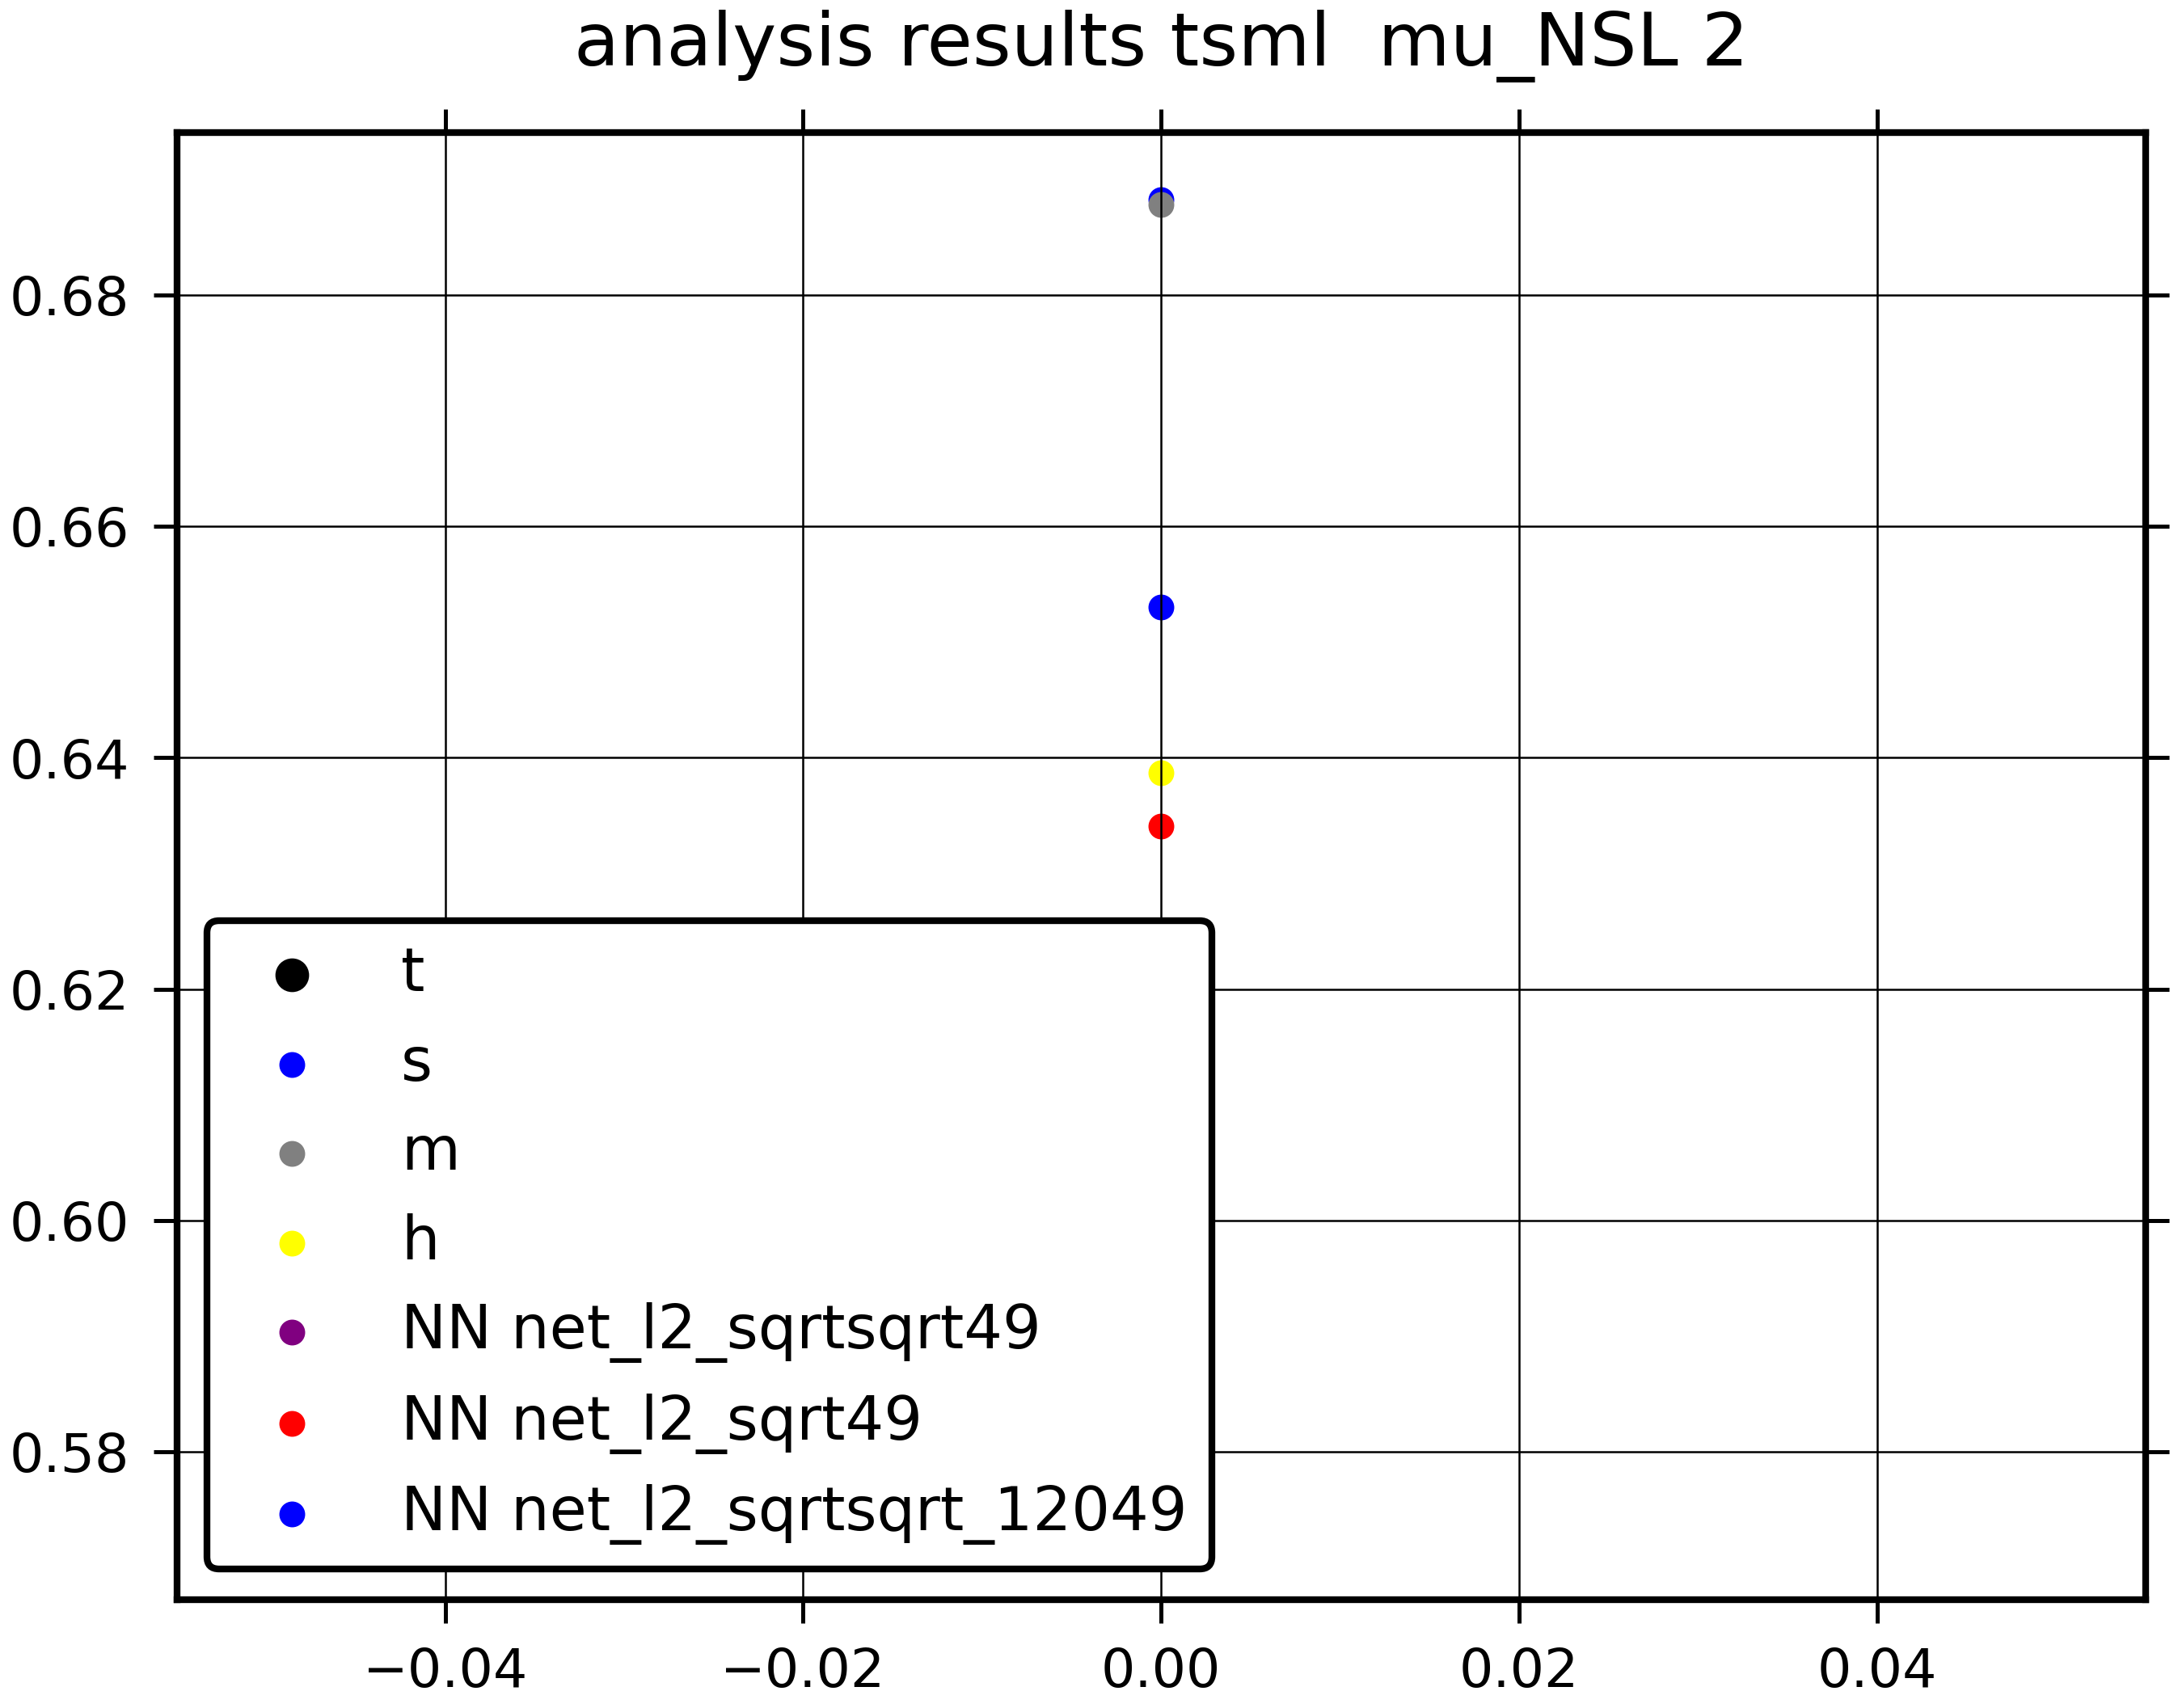 analysis results tsml  mu_NSL 2
0.68
0.66
0.64
0.62
0.60
0.58
t
s
m
h
NN net_l2_sqrtsqrt49
NN net_l2_sqrt49
NN net_l2_sqrtsqrt_12049
−0.04 −0.02 0.00 0.02 0.04